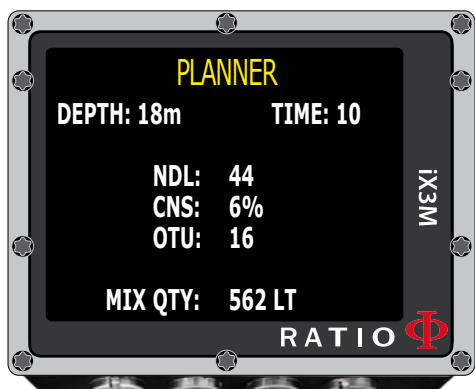 PLANNER
DEPTH: 18m TIME: 10
NDL: 44
CNS: 6%
OTU: 16
MIX QTY: 562 LT
iX3M
RATIO